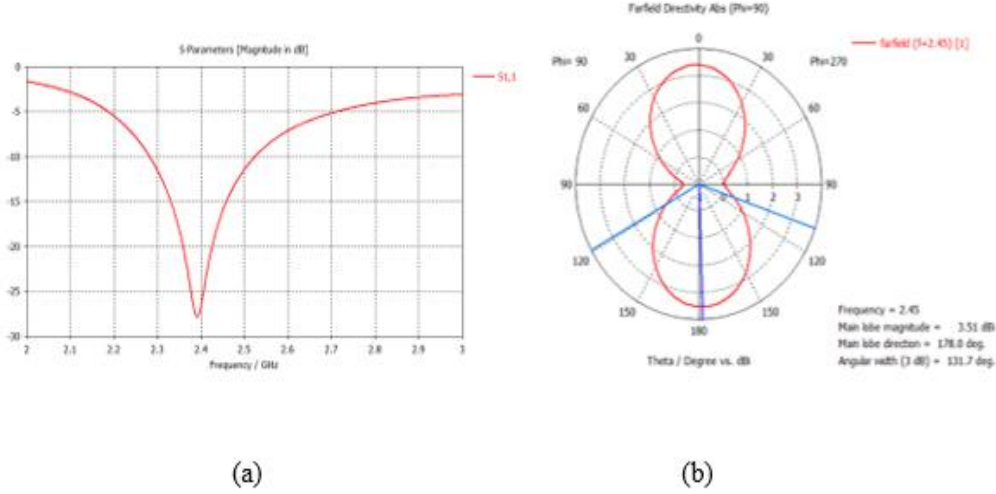 S-Parameters [Magnitude in dB]
0
-5
-10
-15
-20
-25
-30
2
2.1
2.2
2.3
2.4
2.5
2.6
2.7
2.8
2.9
3
Frequency / GHz
S1,1
Farfield Directivity Abs (Phi=90)
farfield (f=2.45) [1]
Phi= 90
0
Phi=270
30
30
60
60
90
-1
0
1
2
3
90
120
120
150
150
180
Theta / Degree vs. dBi
Frequency = 2.45
Main lobe magnitude = 3.51 dBi
Main lobe direction = 178.0 deg.
Angular width (3 dB) = 131.7 deg.
(a)
(b)